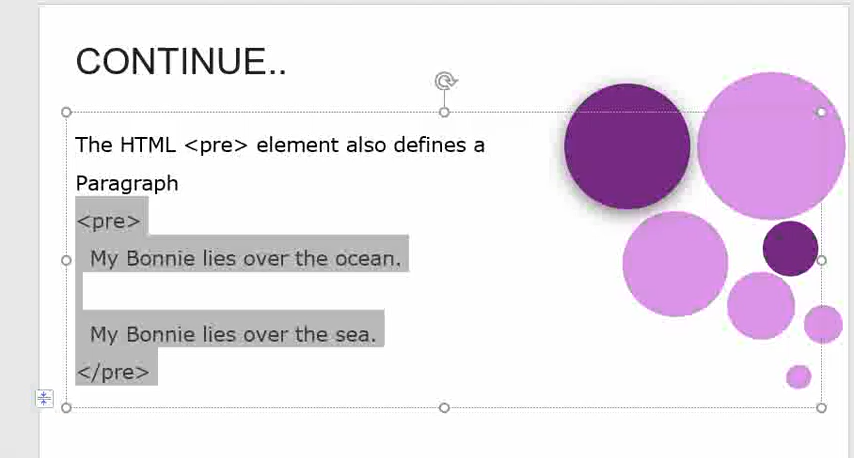 CONTINUE..
The HTML <pre> element also defines a
Paragraph
<pre>
My Bonnie lies over the ocean.
My Bonnie lies over the sea.
</pre>